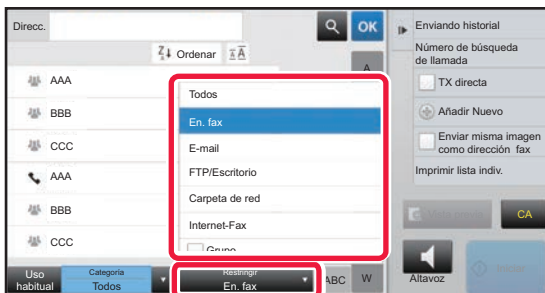 Direcc.
OK
Ordenar
A
AAA
BBB
CCC
AAA
BBB
CCC
Todos
En. fax
E-mail
FTP/Escritorio
Carpeta de red
Internet-Fax
Grupo
Uso habitual
Categoría
Todos
Restringir
En. fax
ABC
W
Enviando historial
Número de búsqueda
de llamada
TX directa
Añadir Nuevo
Enviar misma imagen
como dirección fax
Imprimir lista indiv.
CA
Altavoz